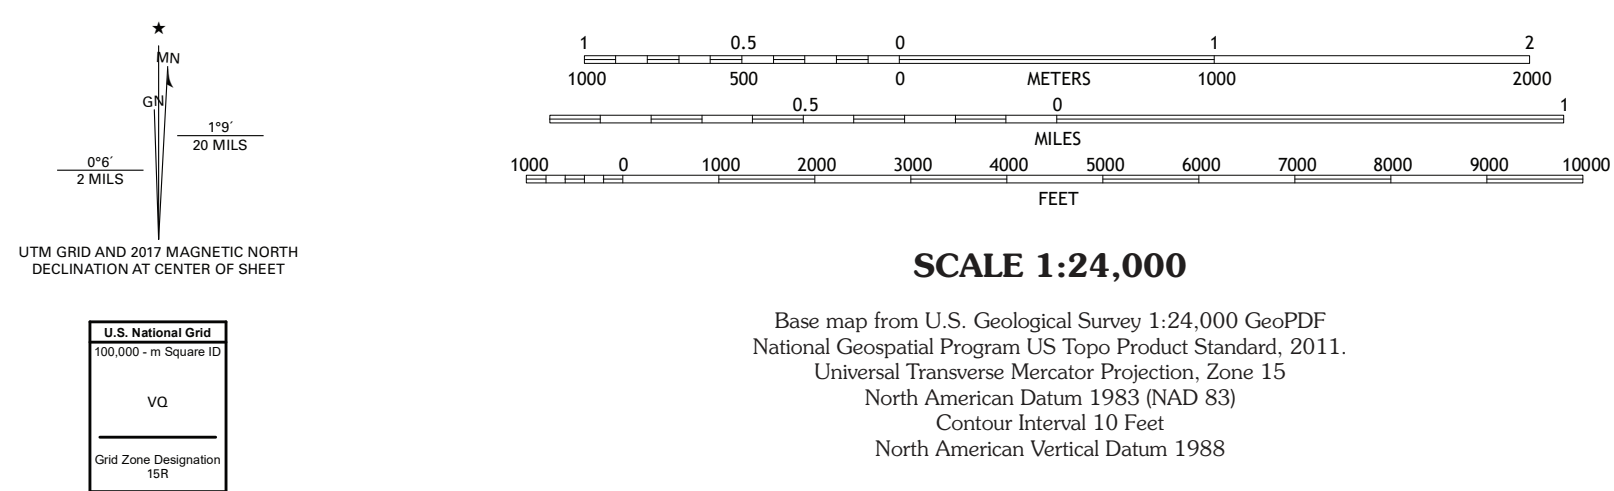 ★
MN
GN
1°9´
20 MILS
0°6´
2 MILS
UTM GRID AND 2017 MAGNETIC NORTH
DECLINATION AT CENTER OF SHEET
U.S. National Grid
100,000 - m Square ID
VQ
Grid Zone Designation
15R
1 0.5 0 1 2
1000 500 0 METERS 1000 2000
0.5 0 1
MILES
1000 0 1000 2000 3000 4000 5000 6000 7000 8000 9000 10000
FEET
SCALE 1:24,000
Base map from U.S. Geological Survey 1:24,000 GeoPDF
National Geospatial Program US Topo Product Standard, 2011.
Universal Transverse Mercator Projection, Zone 15
North American Datum 1983 (NAD 83)
Contour Interval 10 Feet
North American Vertical Datum 1988